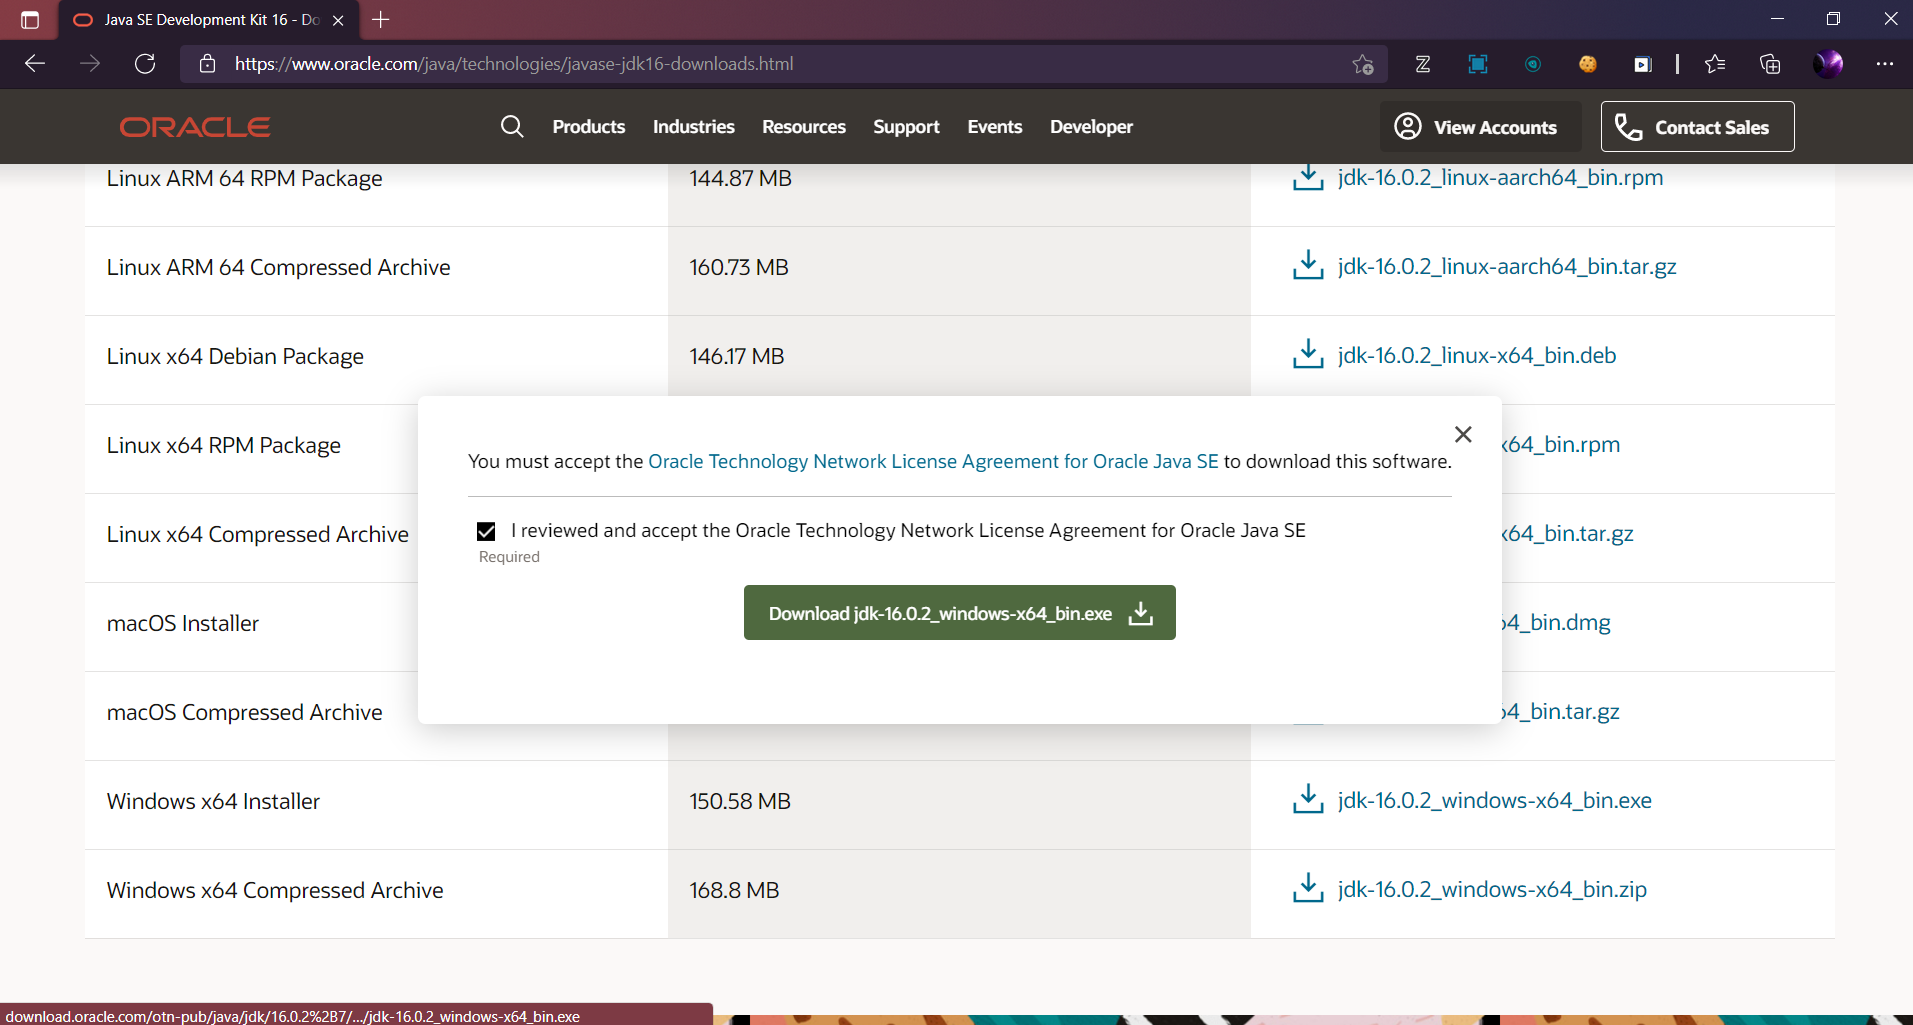 Java SE Development Kit 16 - Do
https://www.oracle.com/java/technologies/javase-jdk16-downloads.html
ORACLE
Products Industries Resources Support Events Developer
View Accounts
Contact Sales
Linux ARM 64 RPM Package 144.87 MB jdk-16.0.2_linux-aarch64_bin.rpm
Linux ARM 64 Compressed Archive 160.73 MB jdk-16.0.2_linux-aarch64_bin.tar.gz
Linux x64 Debian Package 146.17 MB jdk-16.0.2_linux-x64_bin.deb
Linux x64 RPM Package x64_bin.rpm
You must accept the Oracle Technology Network License Agreement for Oracle Java SE to download this software.
Linux x64 Compressed Archive x64_bin.tar.gz
I reviewed and accept the Oracle Technology Network License Agreement for Oracle Java SE
Required
macOS Installer 64_bin.dmg
Download jdk-16.0.2_windows-x64_bin.exe
macOS Compressed Archive 64_bin.tar.gz
Windows x64 Installer 150.58 MB jdk-16.0.2_windows-x64_bin.exe
Windows x64 Compressed Archive 168.8 MB jdk-16.0.2_windows-x64_bin.zip
download.oracle.com/otn-pub/java/jdk/16.0.2%2B7/.../jdk-16.0.2_windows-x64_bin.exe